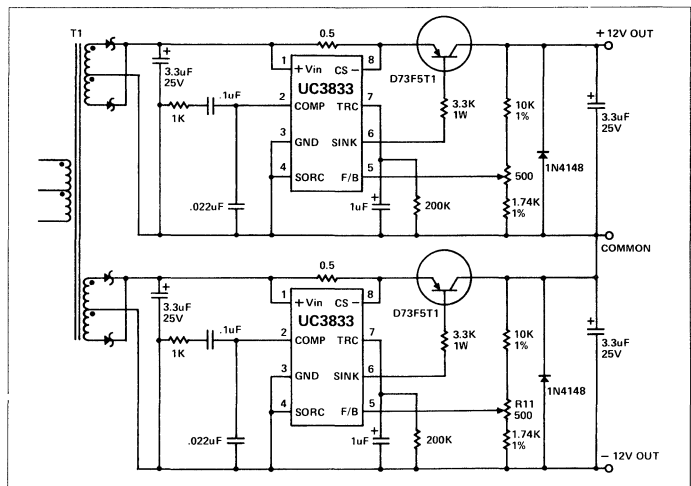 T1
0.5
+ 12V OUT
1
8
+ Vin
CS −
D73F5T1
UC3833
3.3uF
25V
.1uF
2
COMP
TRC
7
3.3K
1W
10K
1%
3.3uF
25V
1K
3
GND
SINK
6
4
SORC
F/B
5
500
1N4148
.022uF
1uF
200K
1.74K
1%
COMMON
0.5
1
8
+ Vin
CS −
D73F5T1
UC3833
3.3uF
25V
.1uF
2
COMP
TRC
7
3.3K
1W
10K
1%
3.3uF
25V
1K
3
GND
SINK
6
4
SORC
F/B
5
R11
500
1N4148
.022uF
1uF
200K
1.74K
1%
− 12V OUT